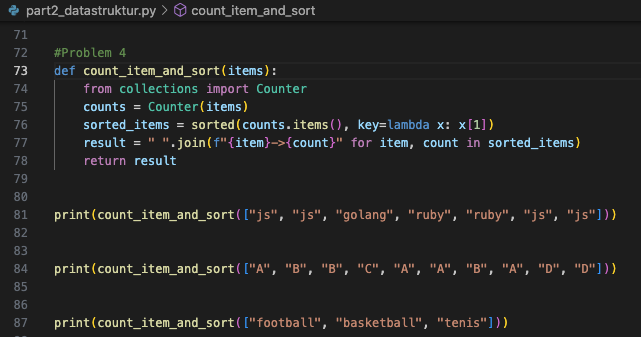 part2_datastruktur.py > count_item_and_sort
71
72 #Problem 4
73 def count_item_and_sort(items):
74     from collections import Counter
75     counts = Counter(items)
76     sorted_items = sorted(counts.items(), key=lambda x: x[1])
77     result = " ".join(f"{item}->{count}" for item, count in sorted_items)
78     return result
79
80
81 print(count_item_and_sort(["js", "js", "golang", "ruby", "ruby", "js", "js"]))
82
83
84 print(count_item_and_sort(["A", "B", "B", "C", "A", "A", "B", "A", "D", "D"]))
85
86
87 print(count_item_and_sort(["football", "basketball", "tenis"]))